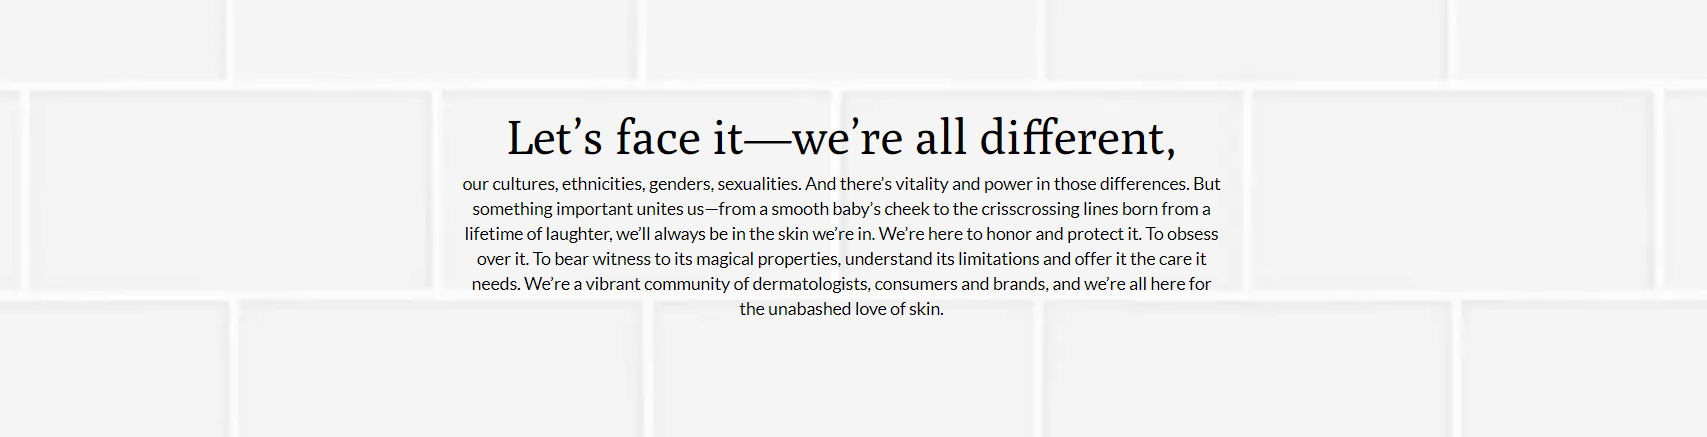 Let’s face it—we’re all different,
our cultures, ethnicities, genders, sexualities. And there’s vitality and power in those differences. But
something important unites us—from a smooth baby’s cheek to the crisscrossing lines born from a
lifetime of laughter, we’ll always be in the skin we’re in. We’re here to honor and protect it. To obsess
over it. To bear witness to its magical properties, understand its limitations and offer it the care it
needs. We’re a vibrant community of dermatologists, consumers and brands, and we’re all here for
the unabashed love of skin.